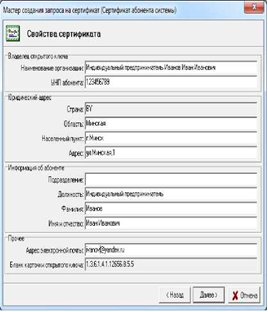 Мастер создания запроса на сертификат (Сертификат абонента системы)
Свойства сертификата
Владелец открытого ключа
Наименование организации: Индивидуальный предприниматель Иванов Иван Иванович
УНП абонента: 123456789
Юридический адрес
Страна: BY
Область: Минская
Населенный пункт: г.Минск
Адрес: ул.Минская,1
Информация об абоненте
Подразделение:
Должность: Индивидуальный предприниматель
Фамилия: Иванов
Имя и отчество: Иван Иванович
Прочее
Адрес электронной почты: ivanov@yandex.ru
Бланк карточки открытого ключа: 1.3.6.1.4.1.12656.8.5.5
< Назад
Далее >
Отмена